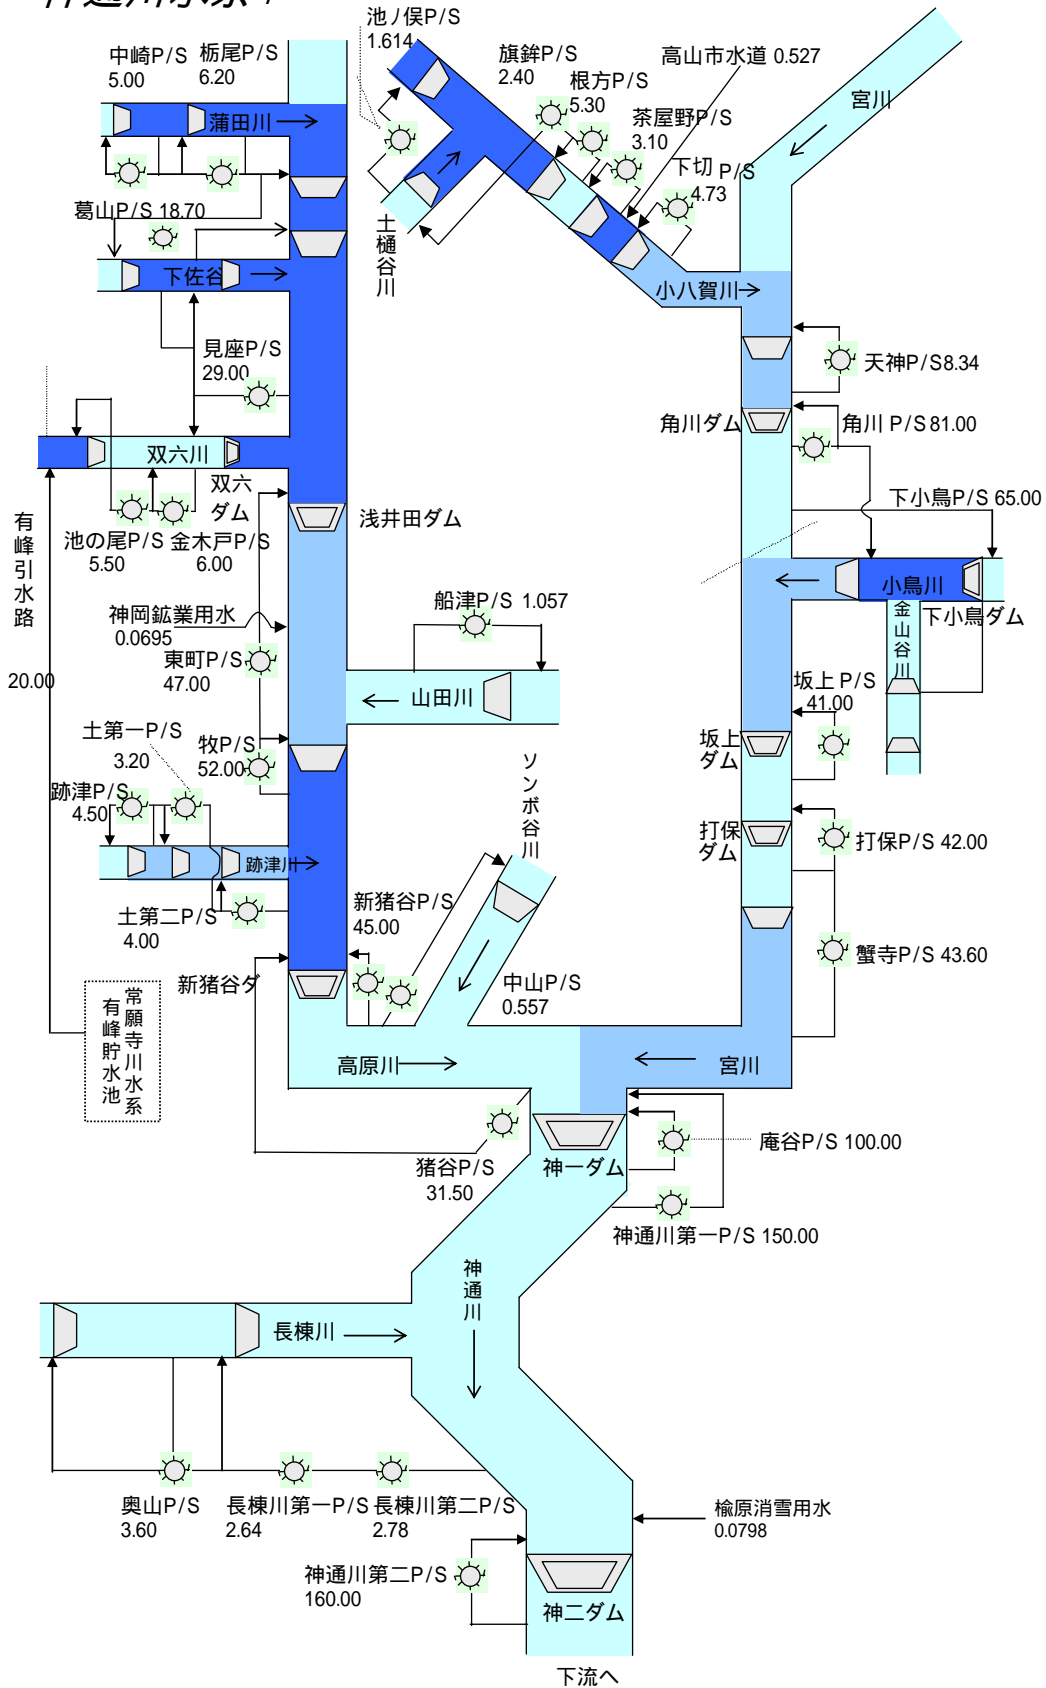 池ノ俣P/S
1.614
中崎P/S
5.00
栃尾P/S
6.20
旗鉾P/S
2.40
根方P/S
5.30
高山市水道 0.527
茶屋野P/S
3.10
下切 P/S
4.73
宮川
蒲田川
葛山P/S 18.70
下佐谷
土樋谷川
小八賀川
見座P/S
29.00
天神P/S8.34
角川ダム
角川 P/S 81.00
双六川
双六
ダム
浅井田ダム
下小鳥P/S 65.00
池の尾P/S
5.50
金木戸P/S
6.00
有峰引水路
20.00
小鳥川
下小鳥ダム
金山谷川
神岡鉱業用水
0.0695
船津P/S 1.057
東町P/S
47.00
山田川
坂上 P/S
41.00
坂上
ダム
土第一P/S
3.20
牧P/S
52.00
ソンボ谷川
跡津P/S
4.50
打保
ダム
打保P/S 42.00
跡津川
土第二P/S
4.00
新猪谷P/S
45.00
蟹寺P/S 43.60
新猪谷ダ
中山P/S
0.557
常願寺川水系
有峰貯水池
高原川
宮川
猪谷P/S
31.50
神一ダム
庵谷P/S 100.00
神通川第一P/S 150.00
神通川
長棟川
奥山P/S
3.60
長棟川第一P/S
2.64
長棟川第二P/S
2.78
楡原消雪用水
0.0798
神通川第二P/S
160.00
神二ダム
下流へ